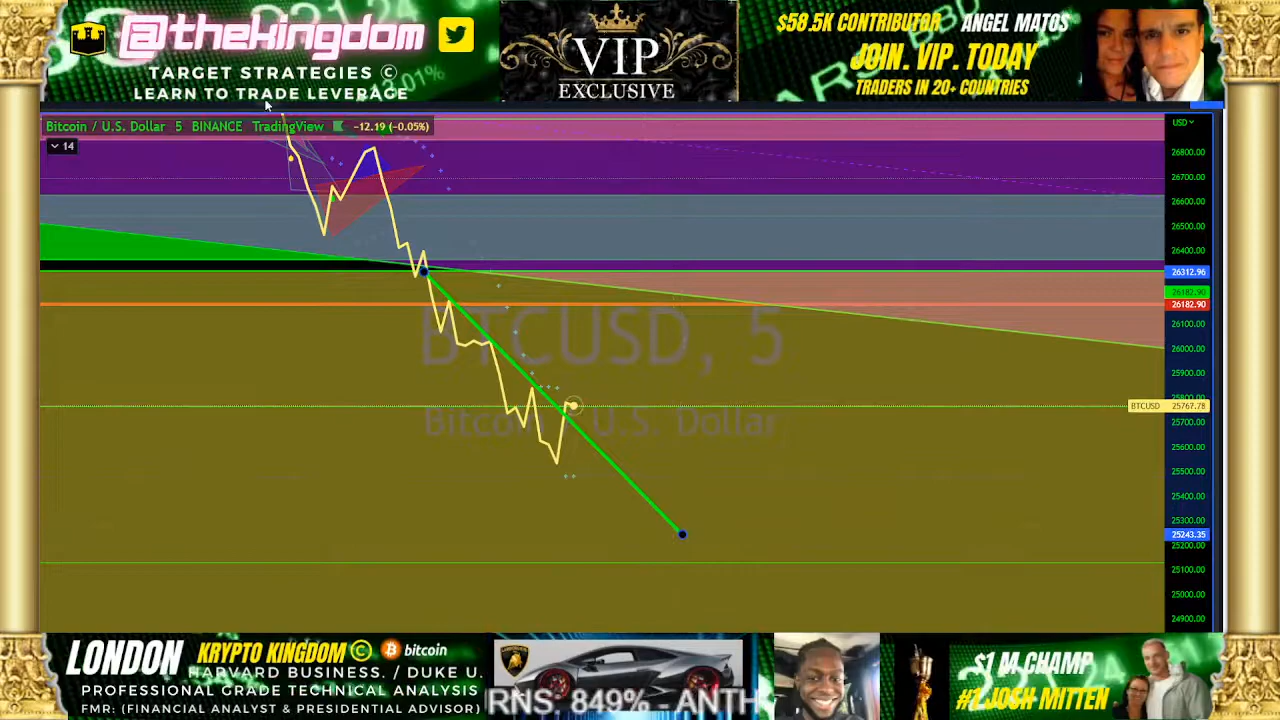 @thekingdom
TARGET STRATEGIES ©
LEARN TO TRADE LEVERAGE
VIP
EXCLUSIVE
$58.5K CONTRIBUTOR ANGEL MATOS
JOIN. VIP. TODAY
TRADERS IN 20+ COUNTRIES
Bitcoin / U.S. Dollar 5 BINANCE TradingView −12.19 (−0.05%)
14
USD
26800.00
26700.00
26600.00
26500.00
26400.00
26312.96
26182.90
26182.90
26100.00
26000.00
25900.00
25800.00
BTCUSD 25767.78
25700.00
25600.00
25500.00
25400.00
25300.00
25243.35
25200.00
25100.00
25000.00
24900.00
BTCUSD, 5
Bitcoin / U.S. Dollar
LONDON KRYPTO KINGDOM © bitcoin
HARVARD BUSINESS. / DUKE U.
PROFESSIONAL GRADE TECHNICAL ANALYSIS
FMR: (FINANCIAL ANALYST & PRESIDENTIAL ADVISOR)
RNS: 849% - ANTH
$1 M CHAMP
#1 JOSH MITTEN